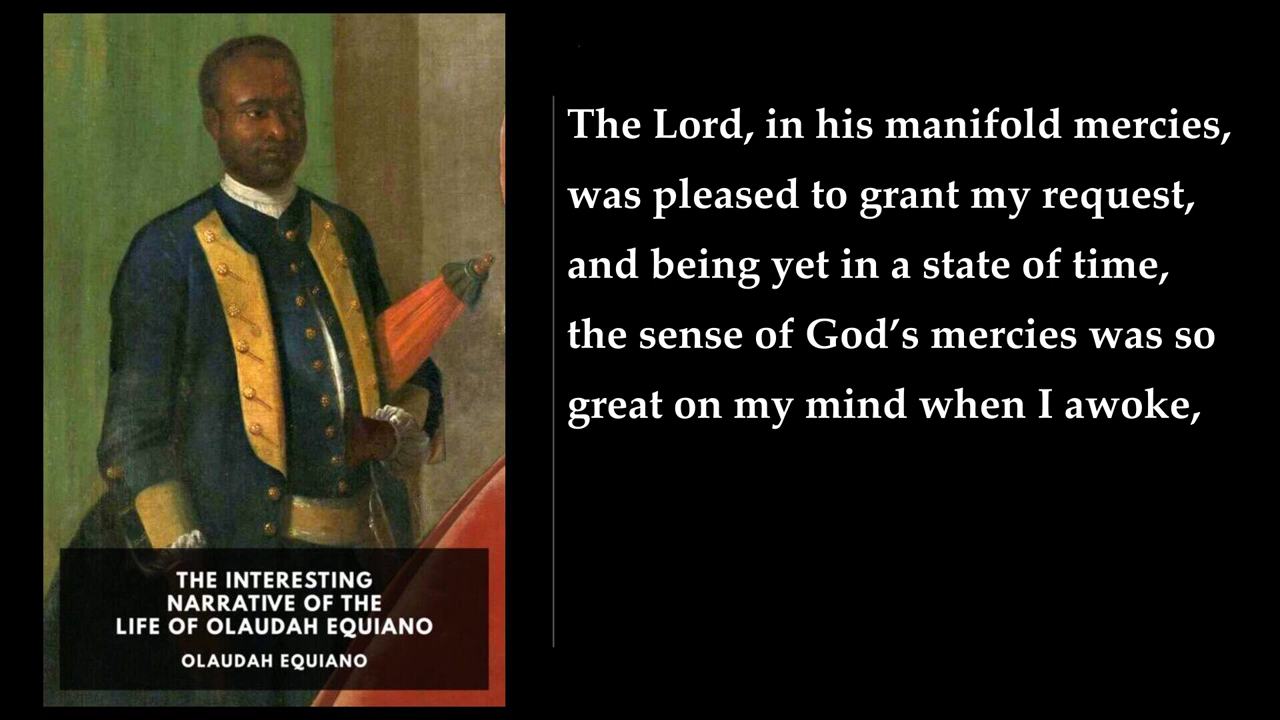 THE INTERESTING
NARRATIVE OF THE
LIFE OF OLAUDAH EQUIANO
OLAUDAH EQUIANO
The Lord, in his manifold mercies,
was pleased to grant my request,
and being yet in a state of time,
the sense of God’s mercies was so
great on my mind when I awoke,